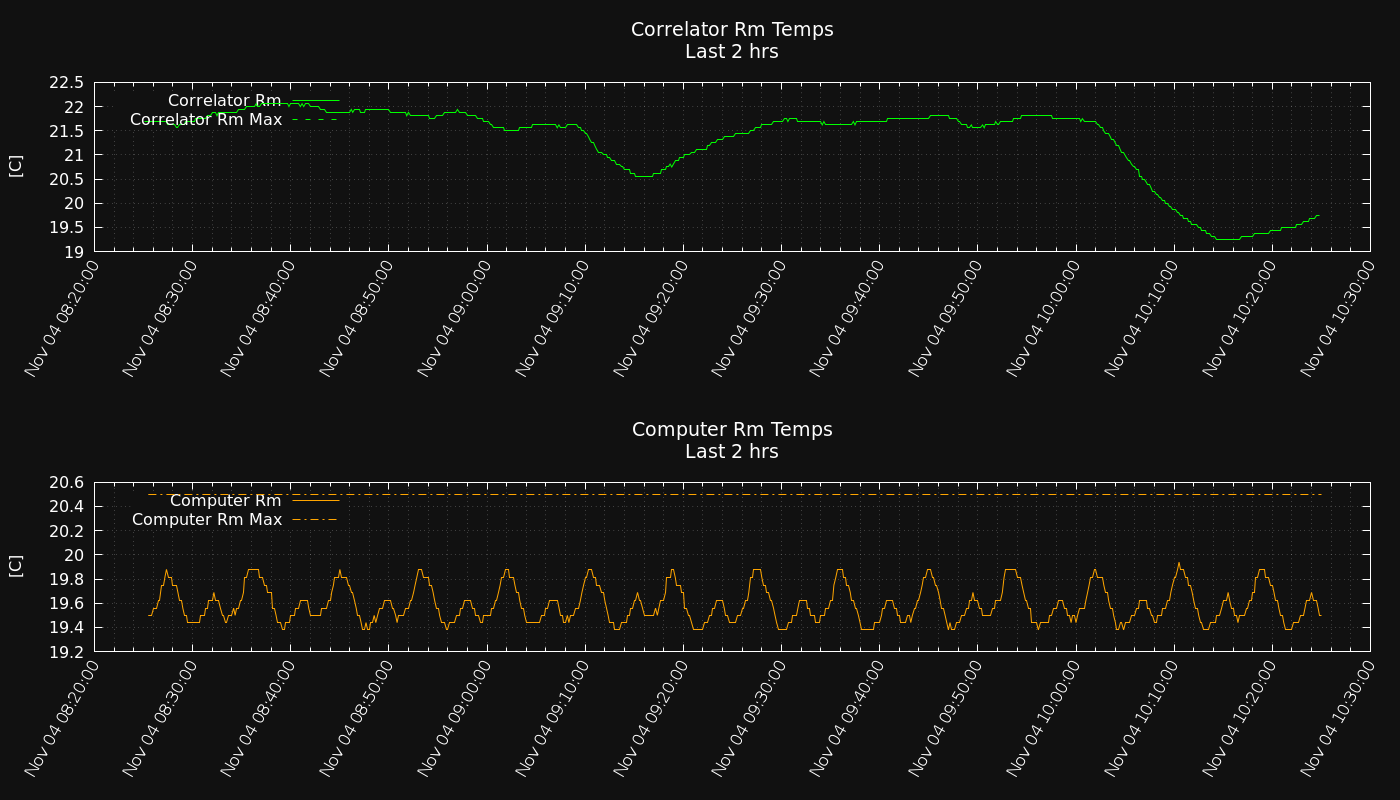 Correlator Rm Temps
Last 2 hrs
22.5
22
21.5
21
20.5
20
19.5
19
[C]
Correlator Rm
Correlator Rm Max
Nov 04 08:20:00
Nov 04 08:30:00
Nov 04 08:40:00
Nov 04 08:50:00
Nov 04 09:00:00
Nov 04 09:10:00
Nov 04 09:20:00
Nov 04 09:30:00
Nov 04 09:40:00
Nov 04 09:50:00
Nov 04 10:00:00
Nov 04 10:10:00
Nov 04 10:20:00
Nov 04 10:30:00
Computer Rm Temps
Last 2 hrs
20.6
20.4
20.2
20
19.8
19.6
19.4
19.2
[C]
Computer Rm
Computer Rm Max
Nov 04 08:20:00
Nov 04 08:30:00
Nov 04 08:40:00
Nov 04 08:50:00
Nov 04 09:00:00
Nov 04 09:10:00
Nov 04 09:20:00
Nov 04 09:30:00
Nov 04 09:40:00
Nov 04 09:50:00
Nov 04 10:00:00
Nov 04 10:10:00
Nov 04 10:20:00
Nov 04 10:30:00